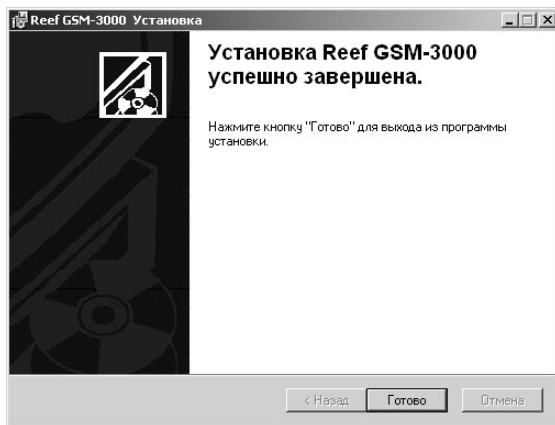 Reef GSM-3000 Установка
Установка Reef GSM-3000
успешно завершена.
Нажмите кнопку "Готово" для выхода из программы
установки.
< Назад Готово Отмена